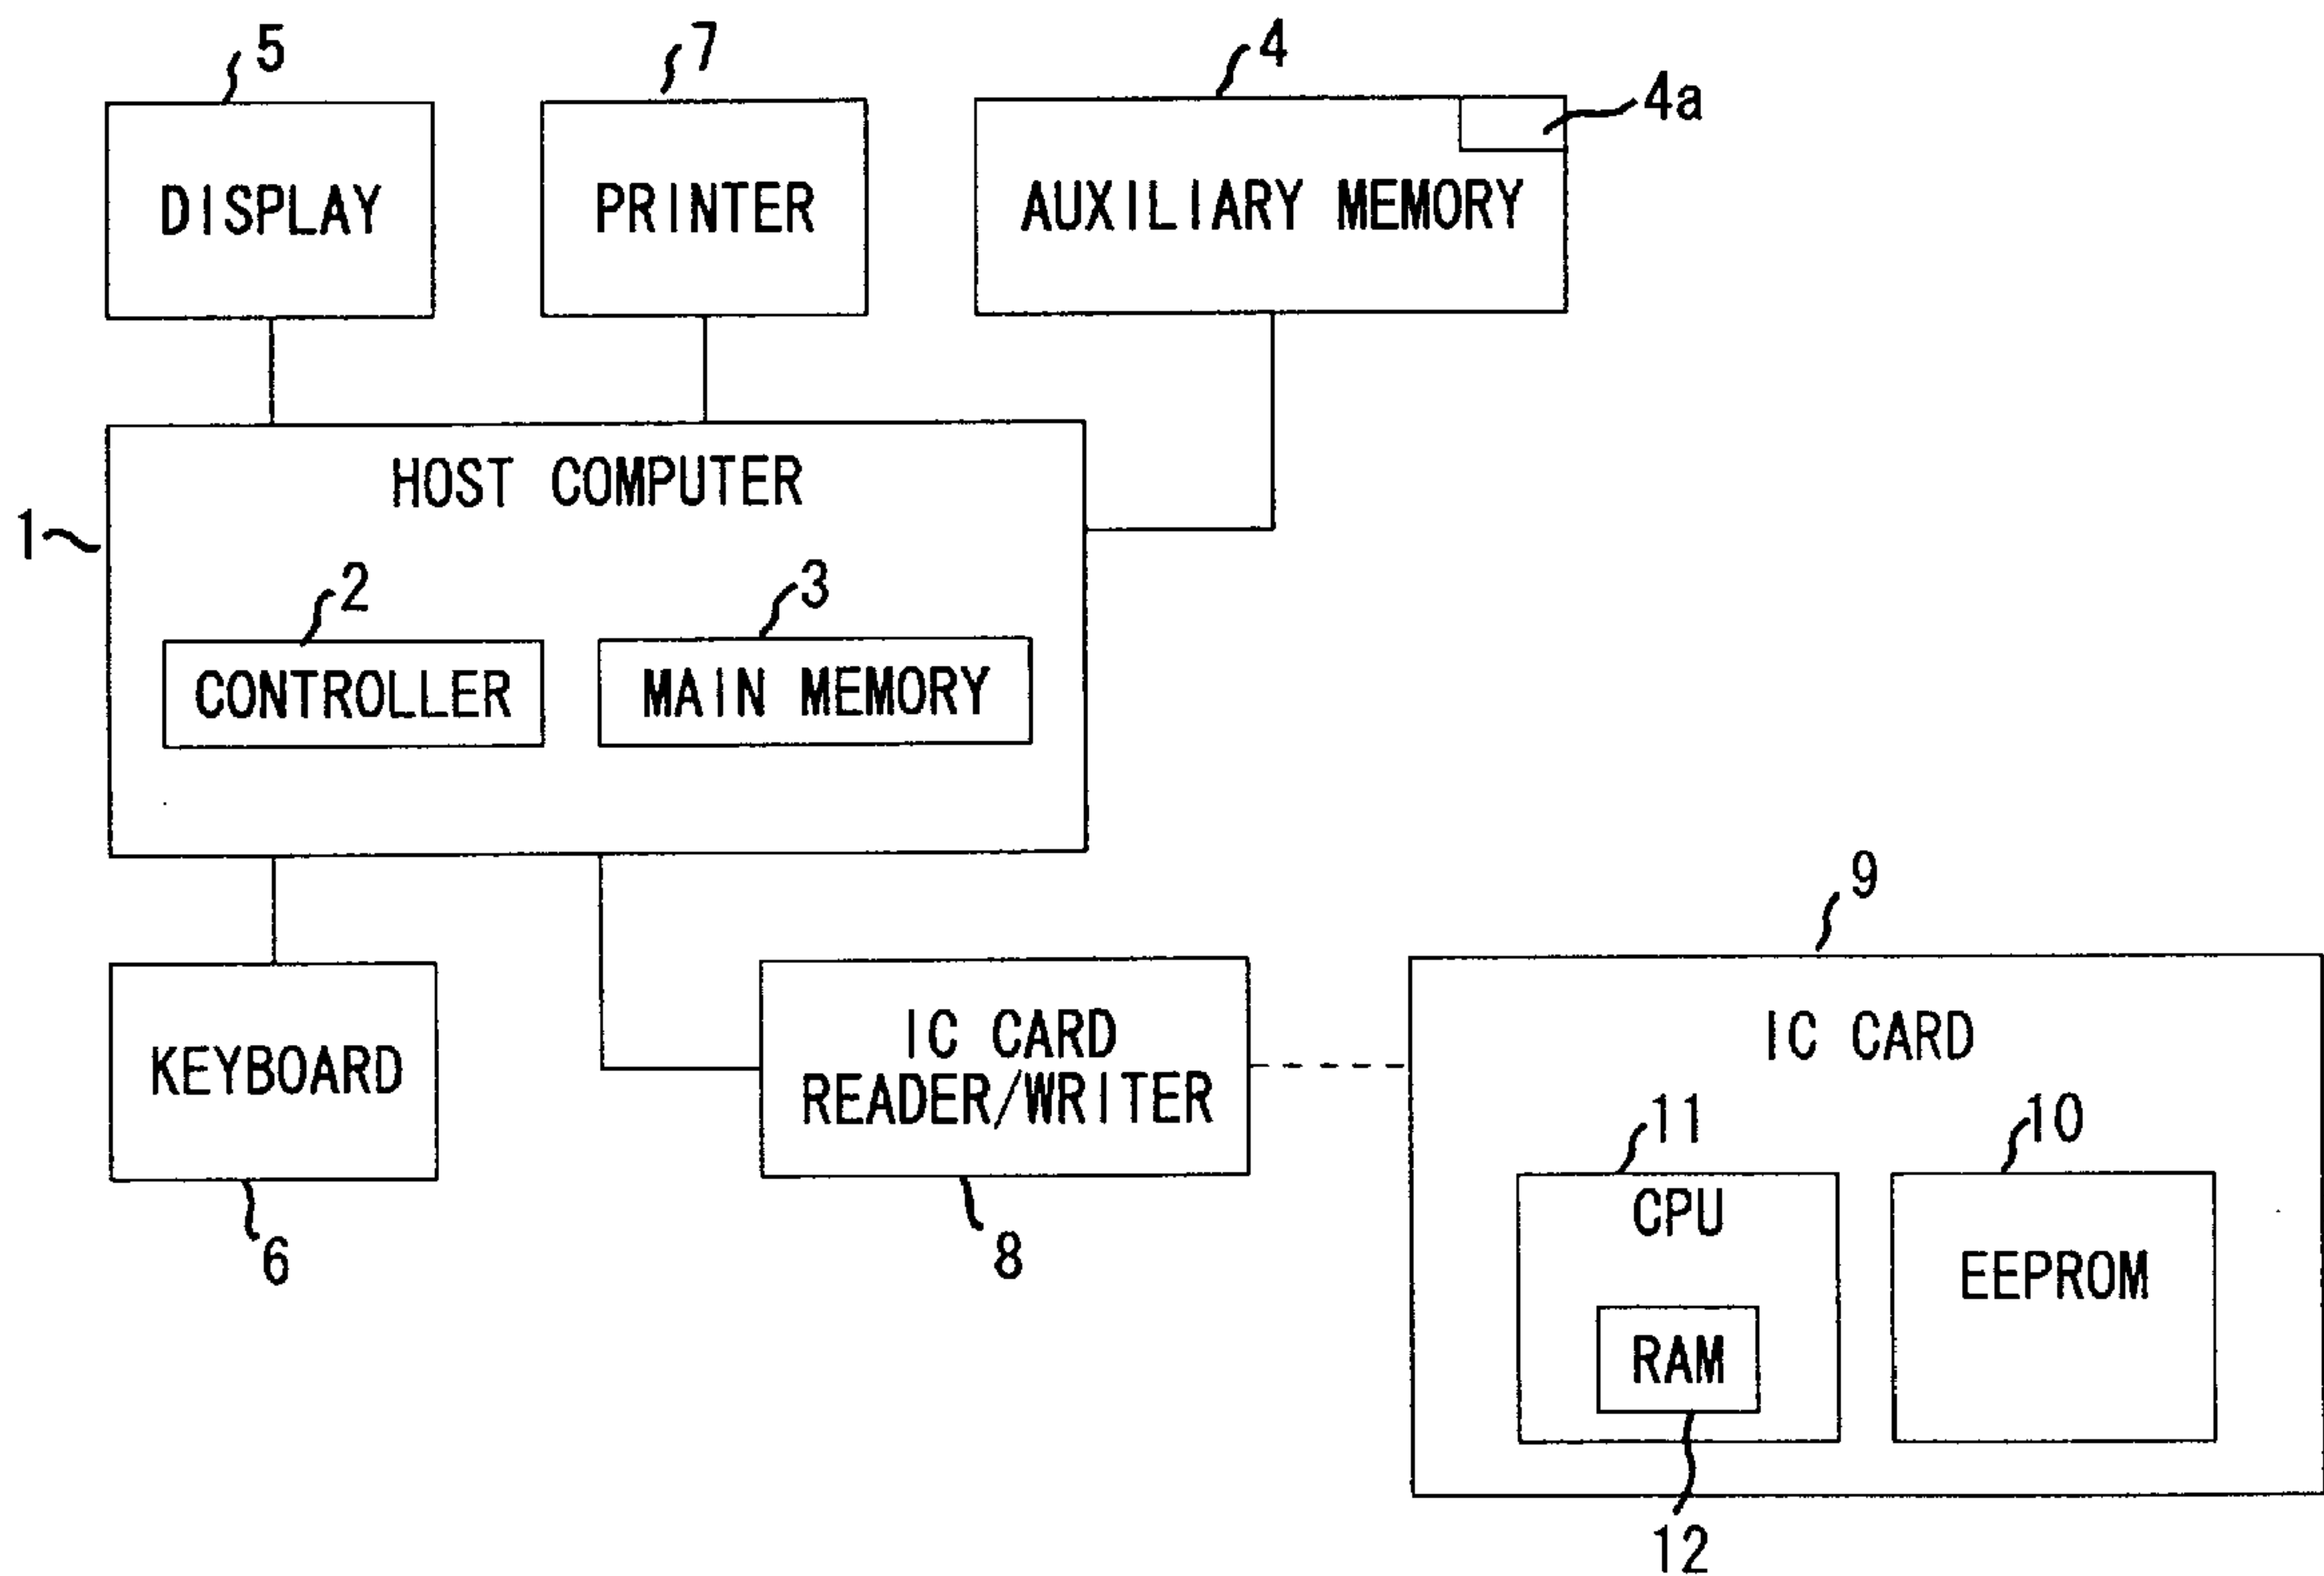 5
7
4
4a
DISPLAY
PRINTER
AUXILIARY MEMORY
HOST COMPUTER
1
2
3
CONTROLLER
MAIN MEMORY
9
KEYBOARD
IC CARD
READER/WRITER
IC CARD
11
10
6
8
CPU
EEPROM
RAM
12